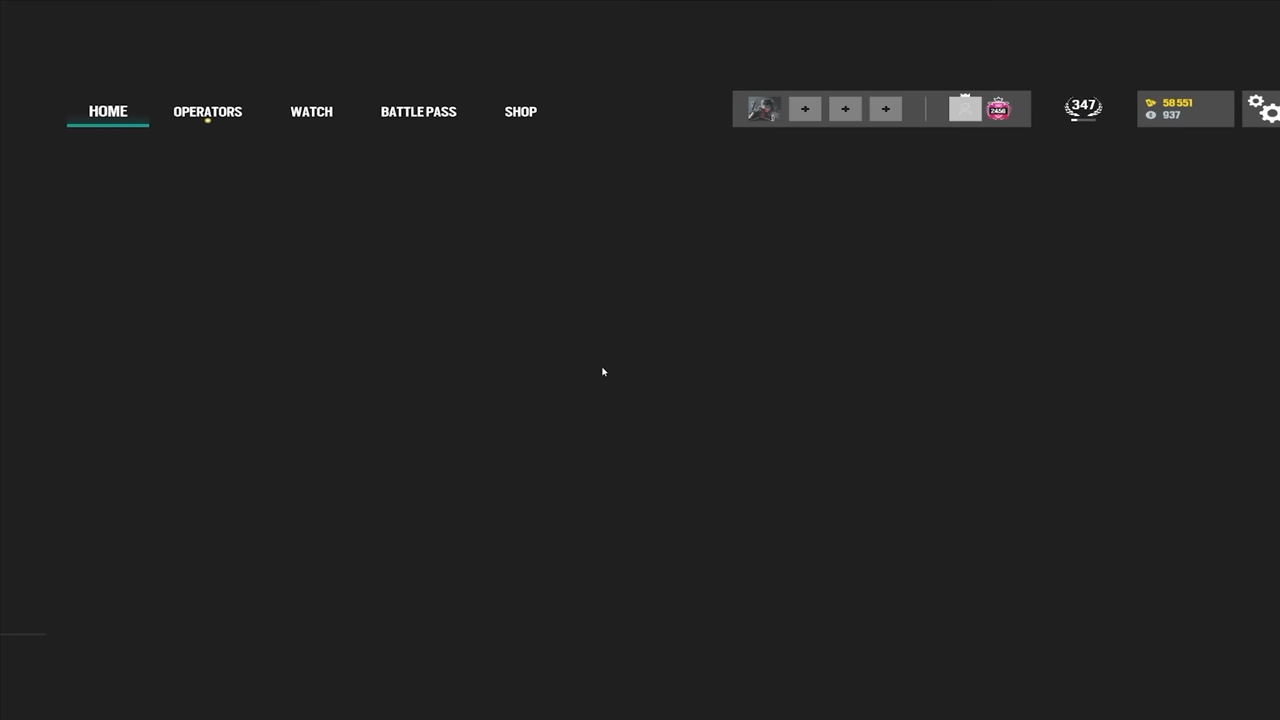 HOME
OPERATORS
WATCH
BATTLE PASS
SHOP
+
+
+
347
58 551
937